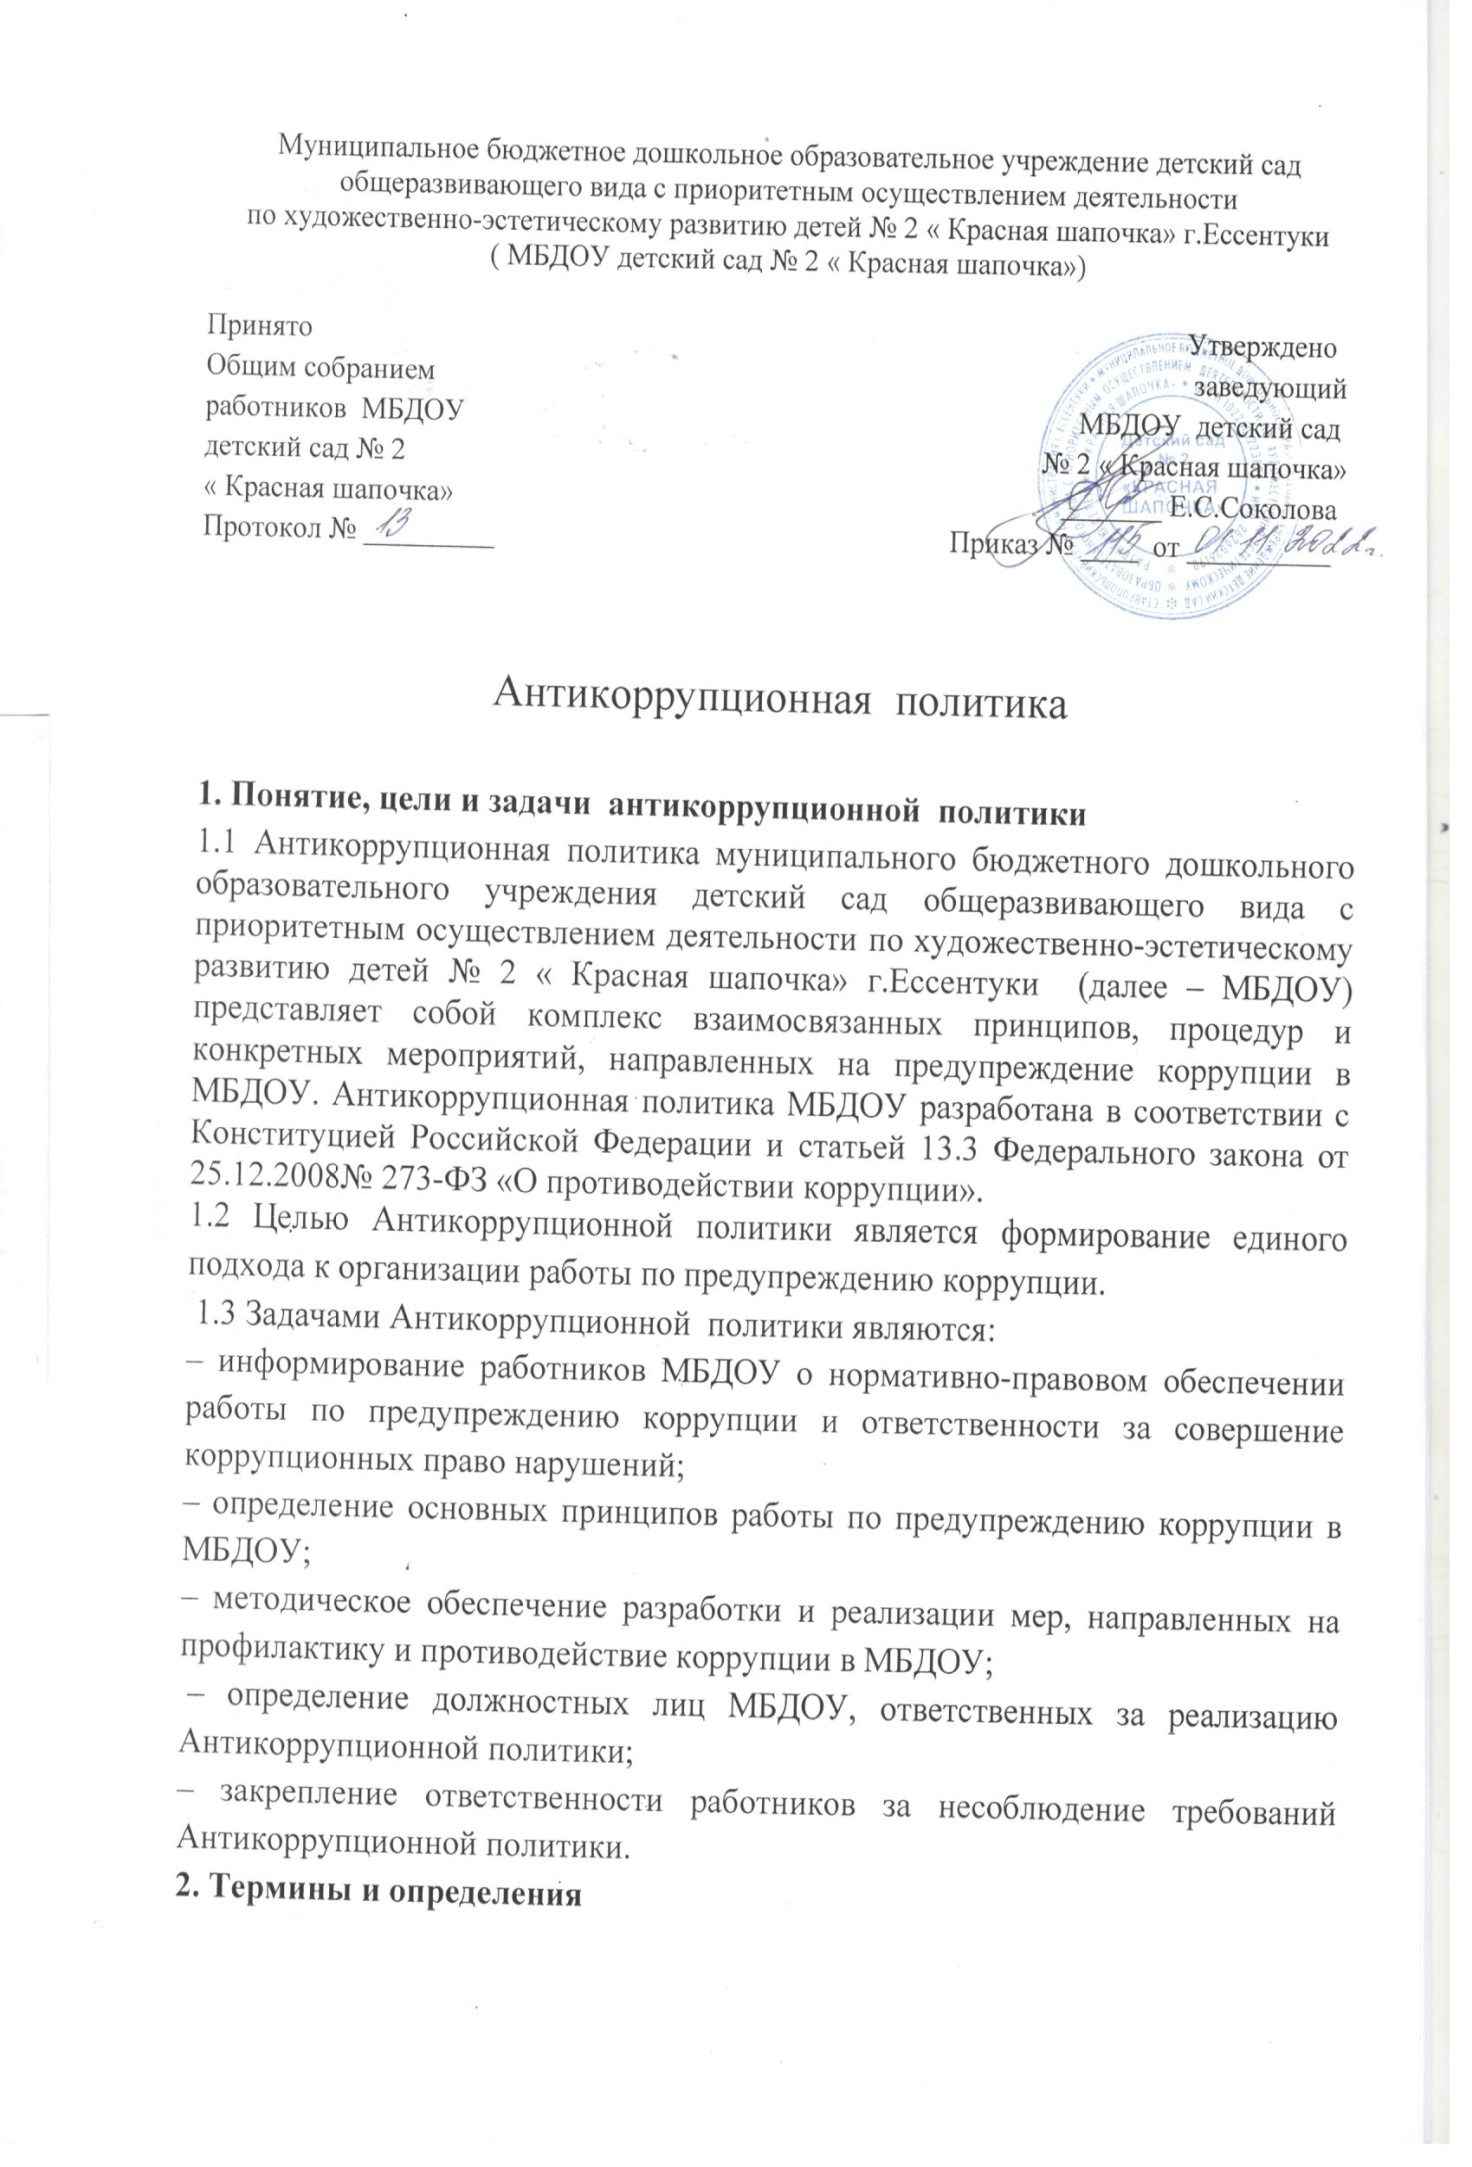 Муниципальное бюджетное дошкольное образовательное учреждение детский сад
общеразвивающего вида с приоритетным осуществлением деятельности
по художественно-эстетическому развитию детей № 2 « Красная шапочка» г.Ессентуки
( МБДОУ детский сад № 2 « Красная шапочка»)
Принято
Общим собранием
работников МБДОУ
детский сад № 2
« Красная шапочка»
Протокол № 13
Утверждено
заведующий
МБДОУ детский сад
№ 2 « Красная шапочка»
Е.С.Соколова
Приказ № 115 от 01 11 2022 г.
Детский сад
№ 2
«КРАСНАЯ
ШАПОЧКА»
Антикоррупционная политика
1. Понятие, цели и задачи антикоррупционной политики
1.1 Антикоррупционная политика муниципального бюджетного дошкольного
образовательного учреждения детский сад общеразвивающего вида с
приоритетным осуществлением деятельности по художественно-эстетическому
развитию детей № 2 « Красная шапочка» г.Ессентуки (далее – МБДОУ)
представляет собой комплекс взаимосвязанных принципов, процедур и
конкретных мероприятий, направленных на предупреждение коррупции в
МБДОУ. Антикоррупционная политика МБДОУ разработана в соответствии с
Конституцией Российской Федерации и статьей 13.3 Федерального закона от
25.12.2008№ 273-ФЗ «О противодействии коррупции».
1.2 Целью Антикоррупционной политики является формирование единого
подхода к организации работы по предупреждению коррупции.
1.3 Задачами Антикоррупционной политики являются:
– информирование работников МБДОУ о нормативно-правовом обеспечении
работы по предупреждению коррупции и ответственности за совершение
коррупционных право нарушений;
– определение основных принципов работы по предупреждению коррупции в
МБДОУ;
– методическое обеспечение разработки и реализации мер, направленных на
профилактику и противодействие коррупции в МБДОУ;
– определение должностных лиц МБДОУ, ответственных за реализацию
Антикоррупционной политики;
– закрепление ответственности работников за несоблюдение требований
Антикоррупционной политики.
2. Термины и определения